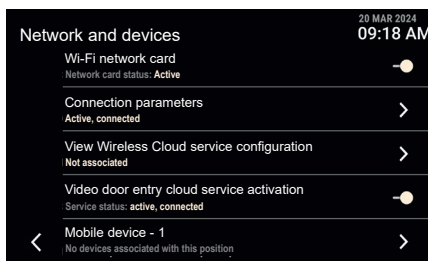 20 MAR 2024
Network and devices
09:18 AM
Wi-Fi network card
Network card status: Active
Connection parameters
Active, connected
View Wireless Cloud service configuration
Not associated
Video door entry cloud service activation
Service status: active, connected
Mobile device - 1
No devices associated with this position